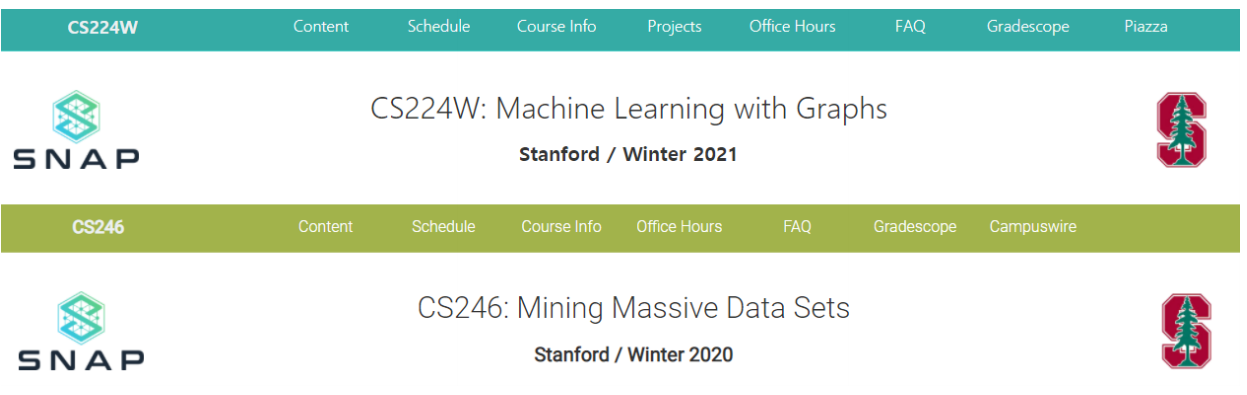 CS224W Content Schedule Course Info Projects Office Hours FAQ Gradescope Piazza
CS224W: Machine Learning with Graphs
SNAP
Stanford / Winter 2021
S
CS246 Content Schedule Course Info Office Hours FAQ Gradescope Campuswire
CS246: Mining Massive Data Sets
SNAP
Stanford / Winter 2020
S